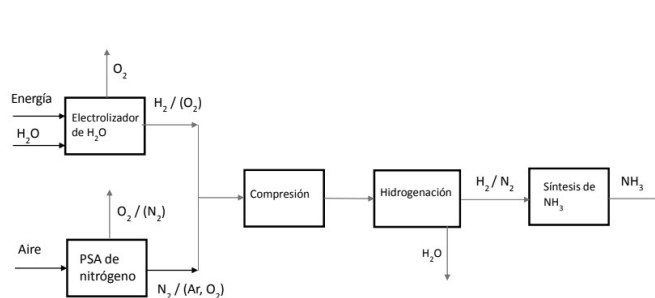 O₂
Energía
H₂ / (O₂)
Electrolizador
de H₂O
H₂O
Compresión
Hidrogenación
H₂ / N₂
Síntesis de
NH₃
NH₃
O₂ / (N₂)
H₂O
Aire
PSA de
nitrógeno
N₂ / (Ar, O₂)